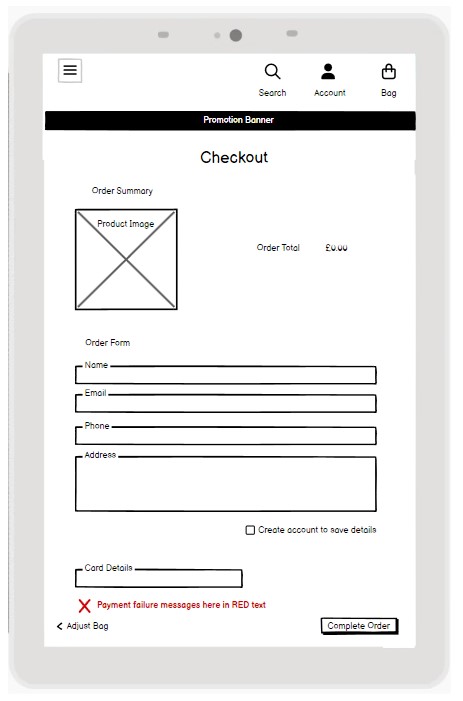 Search
Account
Bag
Promotion Banner
Checkout
Order Summary
Product Image
Order Total £0.00
Order Form
Name
Email
Phone
Address
Create account to save details
Card Details
Payment failure messages here in RED text
Adjust Bag
Complete Order